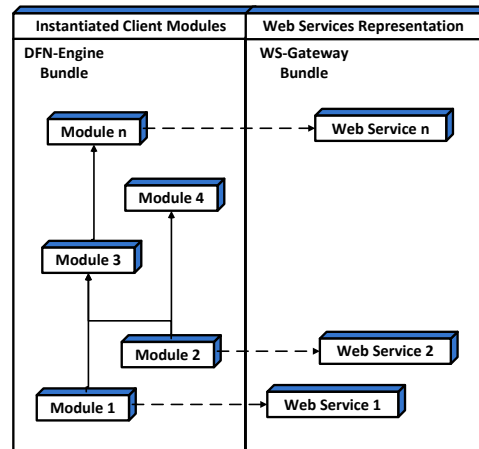 Instantiated Client Modules
Web Services Representation
DFN-Engine
Bundle
WS-Gateway
Bundle
Module n
Web Service n
Module 4
Module 3
Module 2
Web Service 2
Module 1
Web Service 1